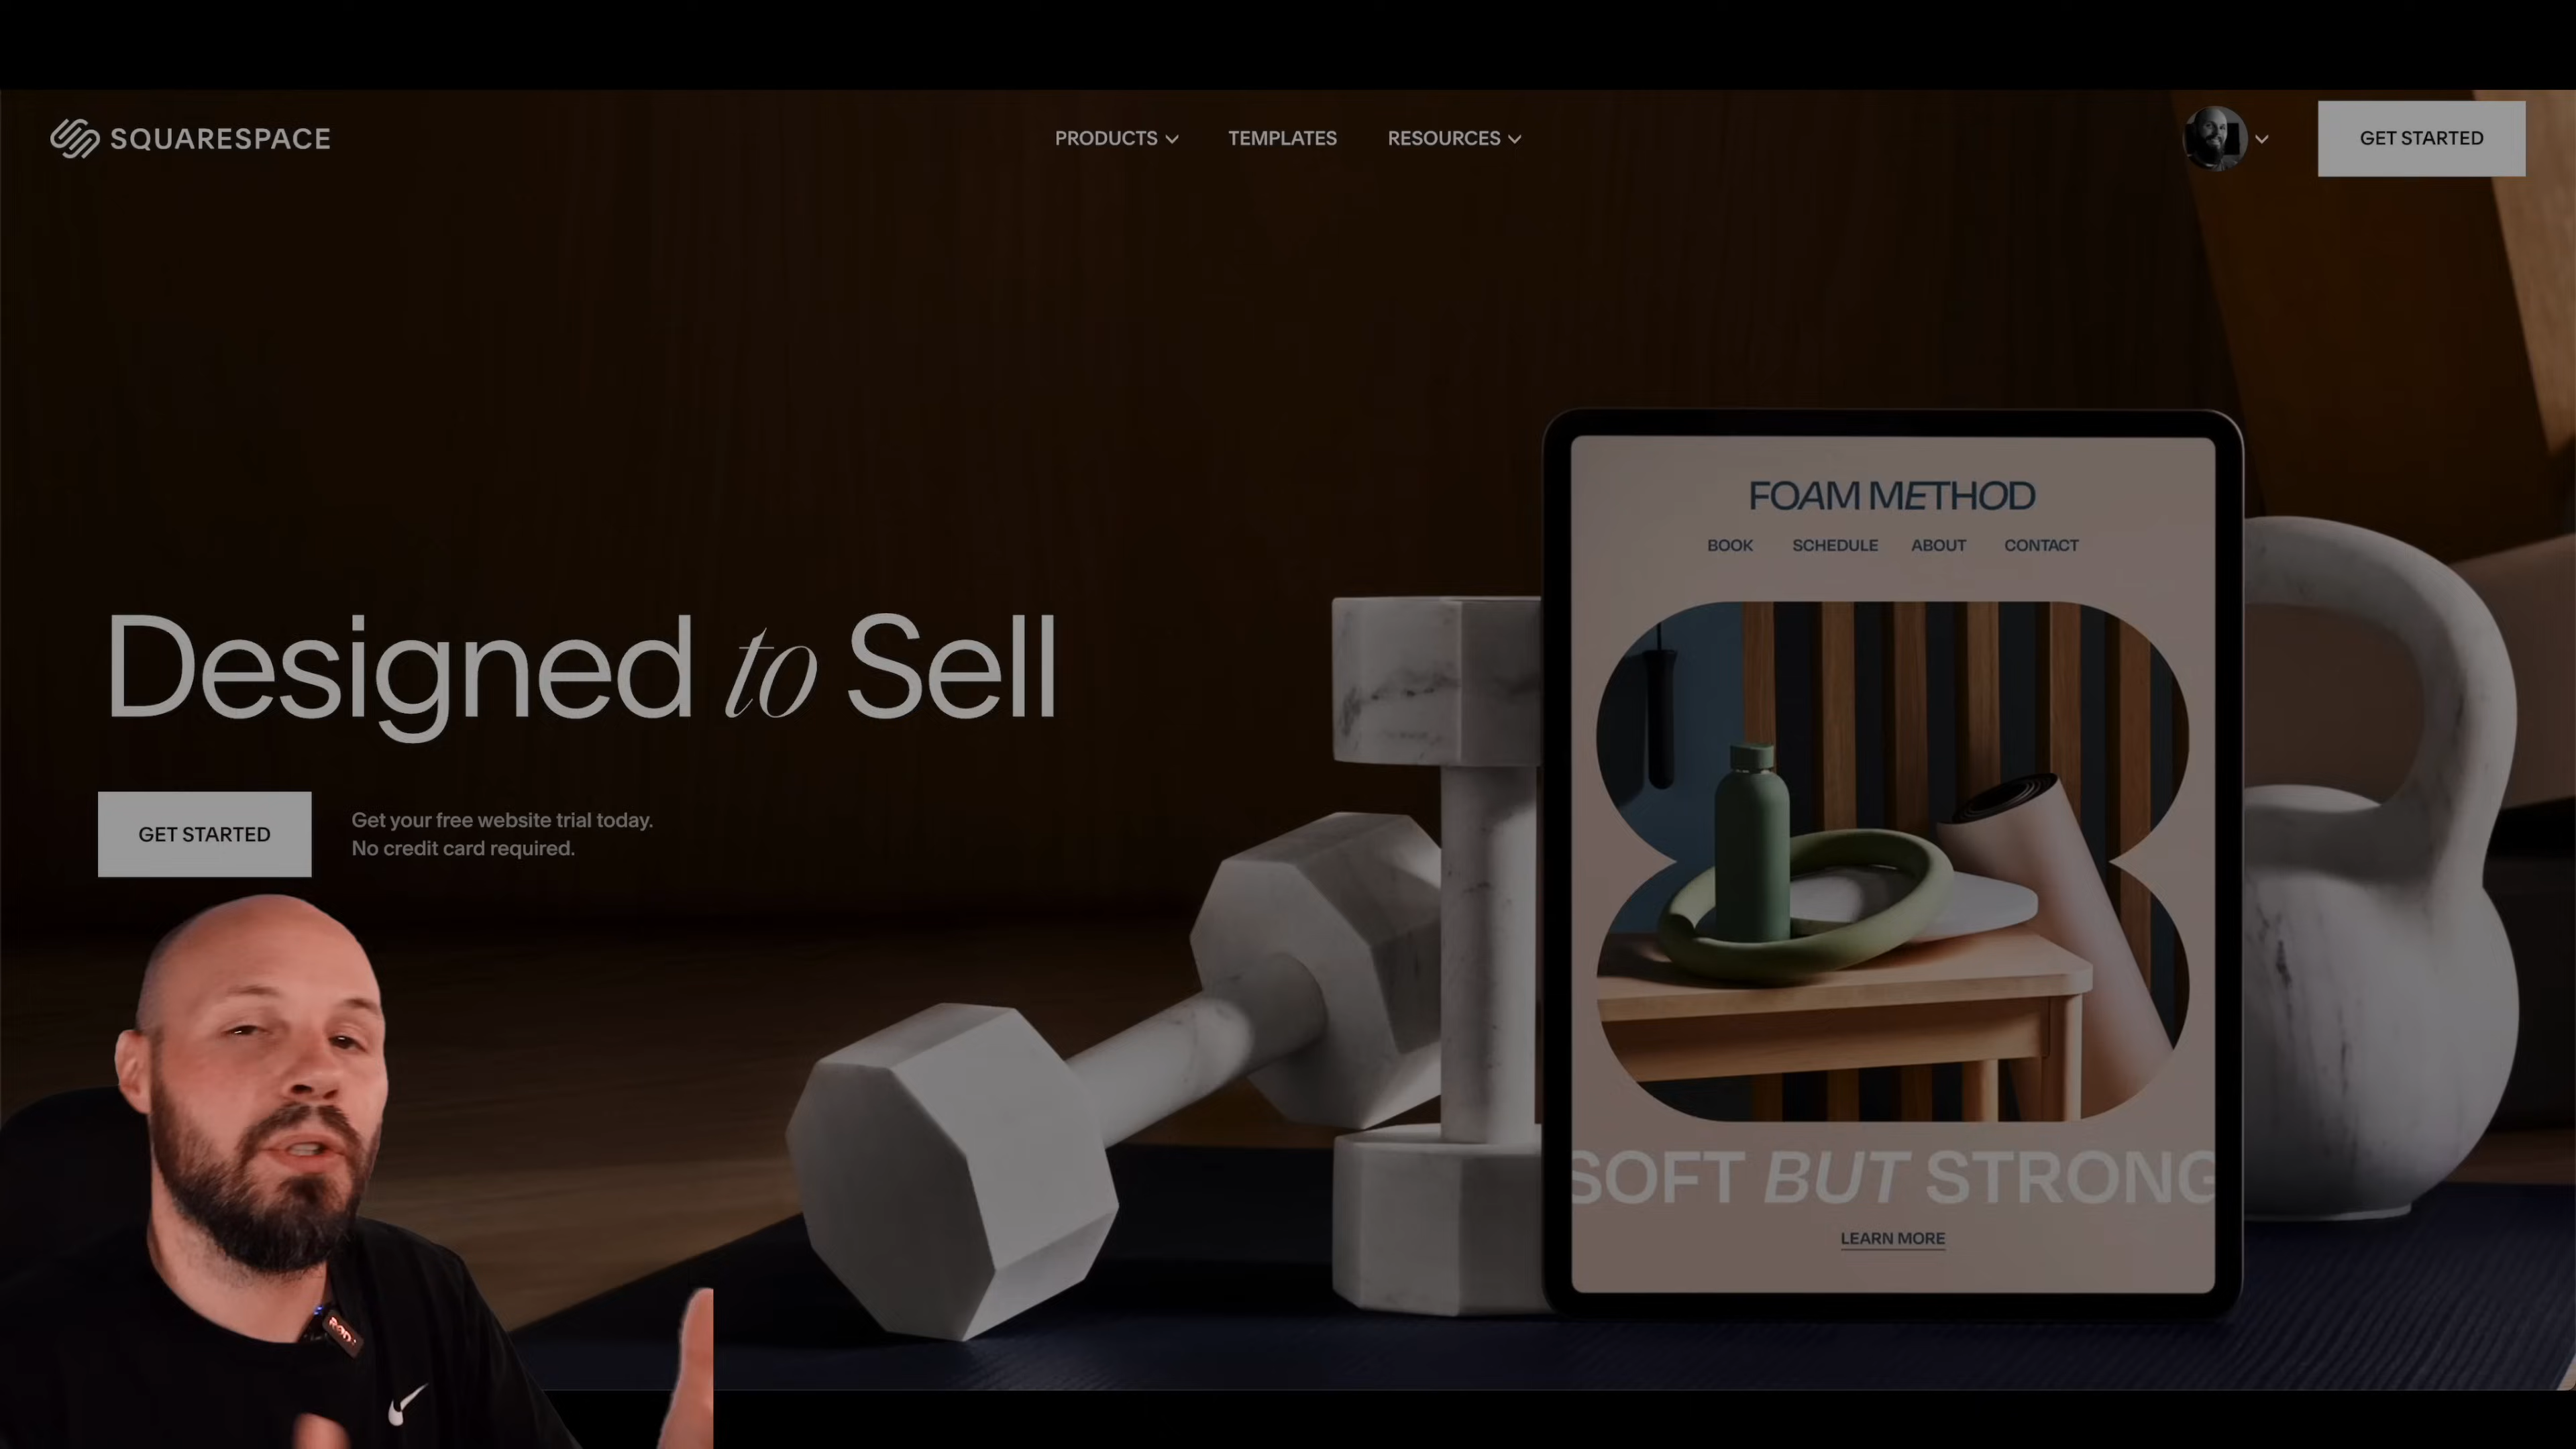 SQUARESPACE
PRODUCTS
TEMPLATES
RESOURCES
GET STARTED
Designed to Sell
GET STARTED
Get your free website trial today.
No credit card required.
FOAM METHOD
BOOK
SCHEDULE
ABOUT
CONTACT
SOFT BUT STRONG
LEARN MORE